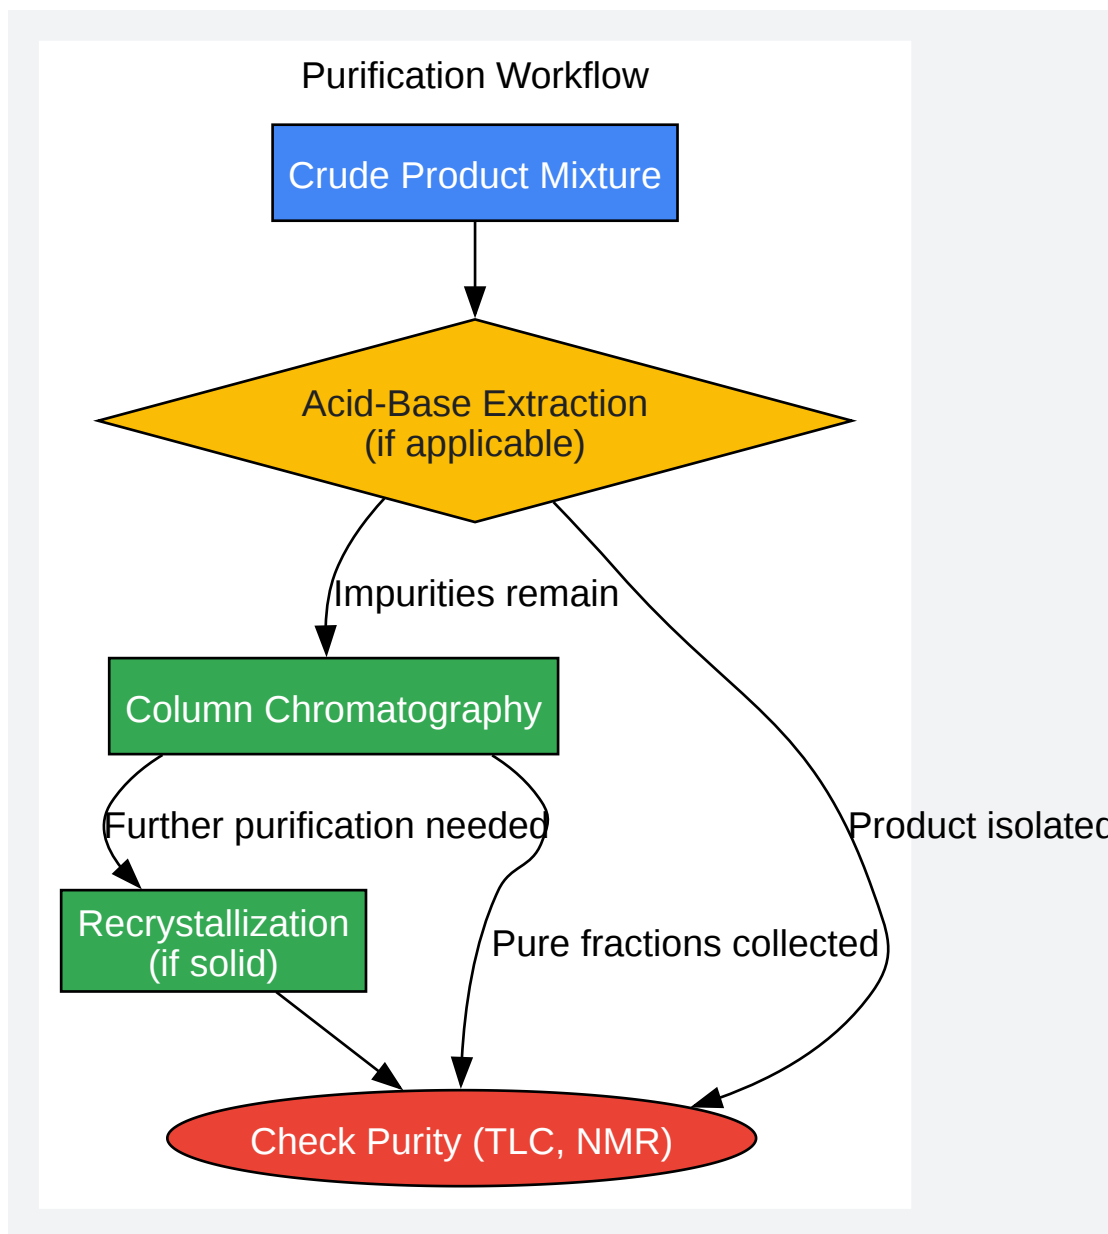 Purification Workflow
Crude Product Mixture
Acid-Base Extraction
(if applicable)
Impurities remain
Column Chromatography
Further purification needed
Product isolated
Recrystallization
(if solid)
Pure fractions collected
Check Purity (TLC, NMR)